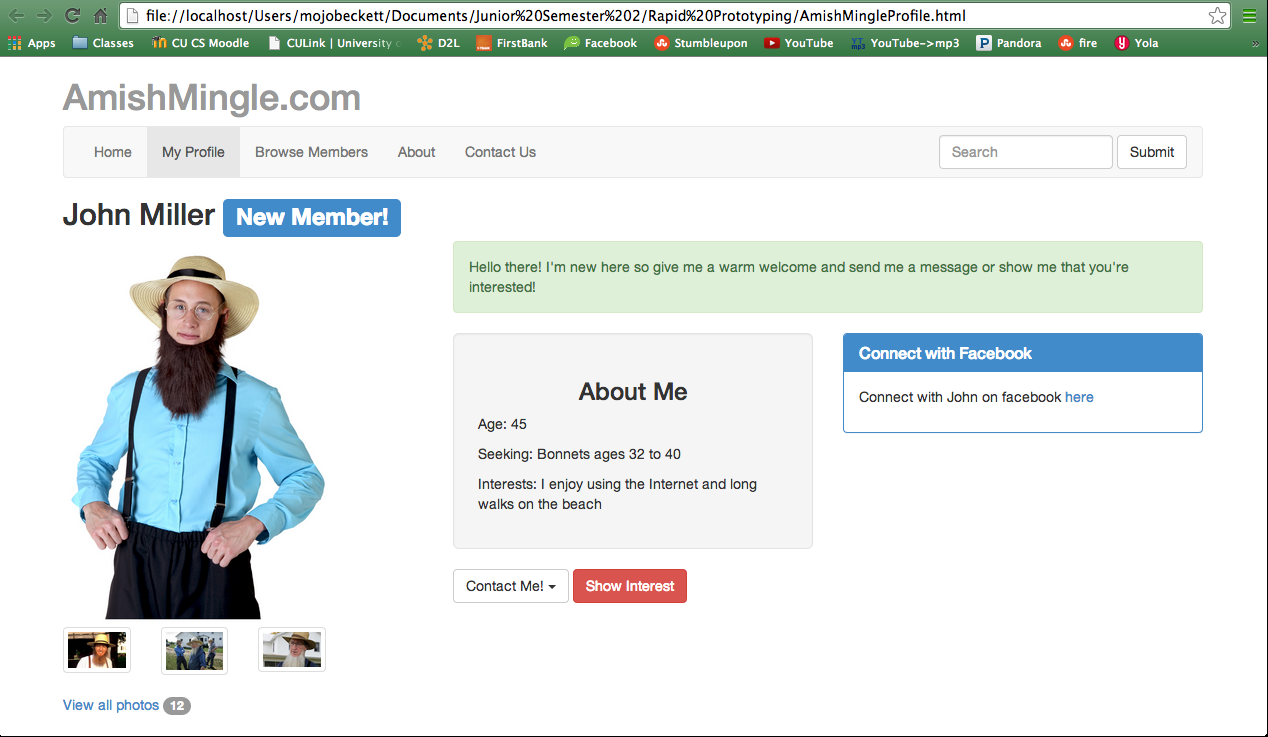 file://localhost/Users/mojobeckett/Documents/Junior%20Semester%202/Rapid%20Prototyping/AmishMingleProfile.html
Apps Classes CU CS Moodle CULink | University D2L FirstBank Facebook Stumbleupon YouTube YouTube->mp3 Pandora fire Yola »
AmishMingle.com
Home My Profile Browse Members About Contact Us Search Submit
John Miller New Member!
Hello there! I'm new here so give me a warm welcome and send me a message or show me that you're
interested!
About Me
Age: 45
Seeking: Bonnets ages 32 to 40
Interests: I enjoy using the Internet and long
walks on the beach
Connect with Facebook
Connect with John on facebook here
Contact Me! Show Interest
View all photos 12